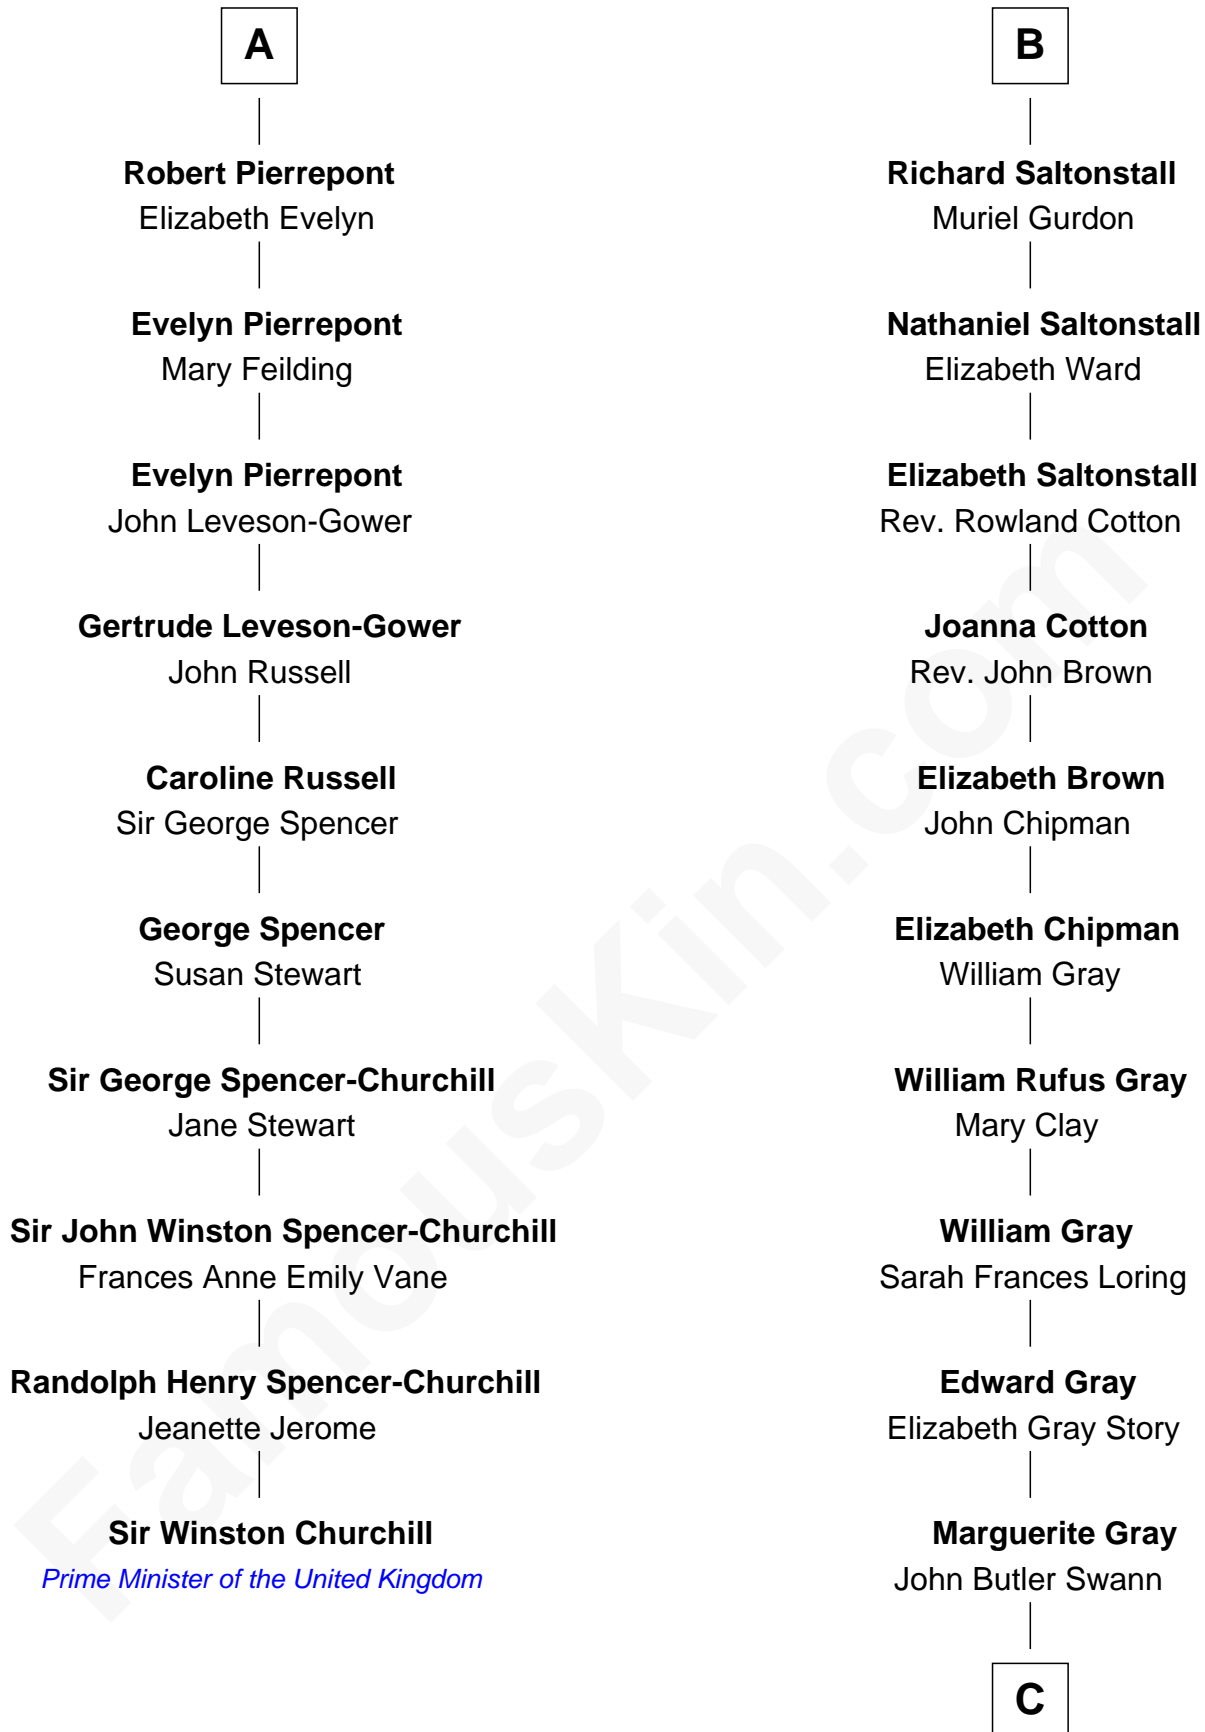 A
Robert Pierrepont
Elizabeth Evelyn
Evelyn Pierrepont
Mary Feilding
Evelyn Pierrepont
John Leveson-Gower
Gertrude Leveson-Gower
John Russell
Caroline Russell
Sir George Spencer
George Spencer
Susan Stewart
Sir George Spencer-Churchill
Jane Stewart
Sir John Winston Spencer-Churchill
Frances Anne Emily Vane
Randolph Henry Spencer-Churchill
Jeanette Jerome
Sir Winston Churchill
Prime Minister of the United Kingdom
B
Richard Saltonstall
Muriel Gurdon
Nathaniel Saltonstall
Elizabeth Ward
Elizabeth Saltonstall
Rev. Rowland Cotton
Joanna Cotton
Rev. John Brown
Elizabeth Brown
John Chipman
Elizabeth Chipman
William Gray
William Rufus Gray
Mary Clay
William Gray
Sarah Frances Loring
Edward Gray
Elizabeth Gray Story
Marguerite Gray
John Butler Swann
C
FamousKin.com